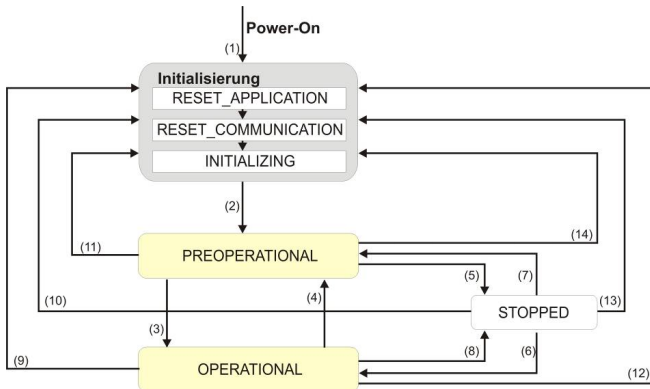 Power-On
(1)
Initialisierung
RESET_APPLICATION
RESET_COMMUNICATION
INITIALIZING
(2)
(14)
(11)
PREOPERATIONAL
(5)
(7)
(10)
(4)
STOPPED
(13)
(3)
(8)
(6)
(9)
OPERATIONAL
(12)